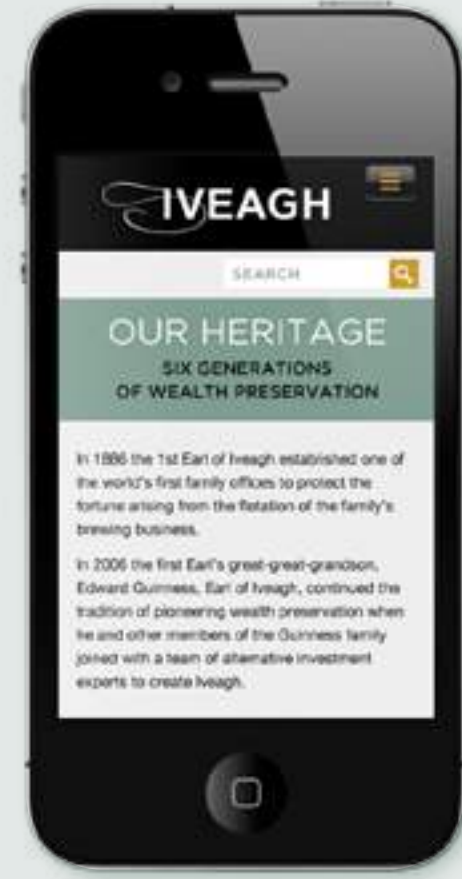 IVEAGH
SEARCH
OUR HERITAGE
SIX GENERATIONS
OF WEALTH PRESERVATION
In 1886 the 1st Earl of Iveagh established one of
the world's first family offices to protect the
fortune arising from the flotation of the family's
brewing business.
In 2006 the first Earl's great-great-grandson,
Edward Guinness, Earl of Iveagh, continued the
tradition of pioneering wealth preservation when
he and other members of the Guinness family
joined with a team of alternative investment
experts to create Iveagh.